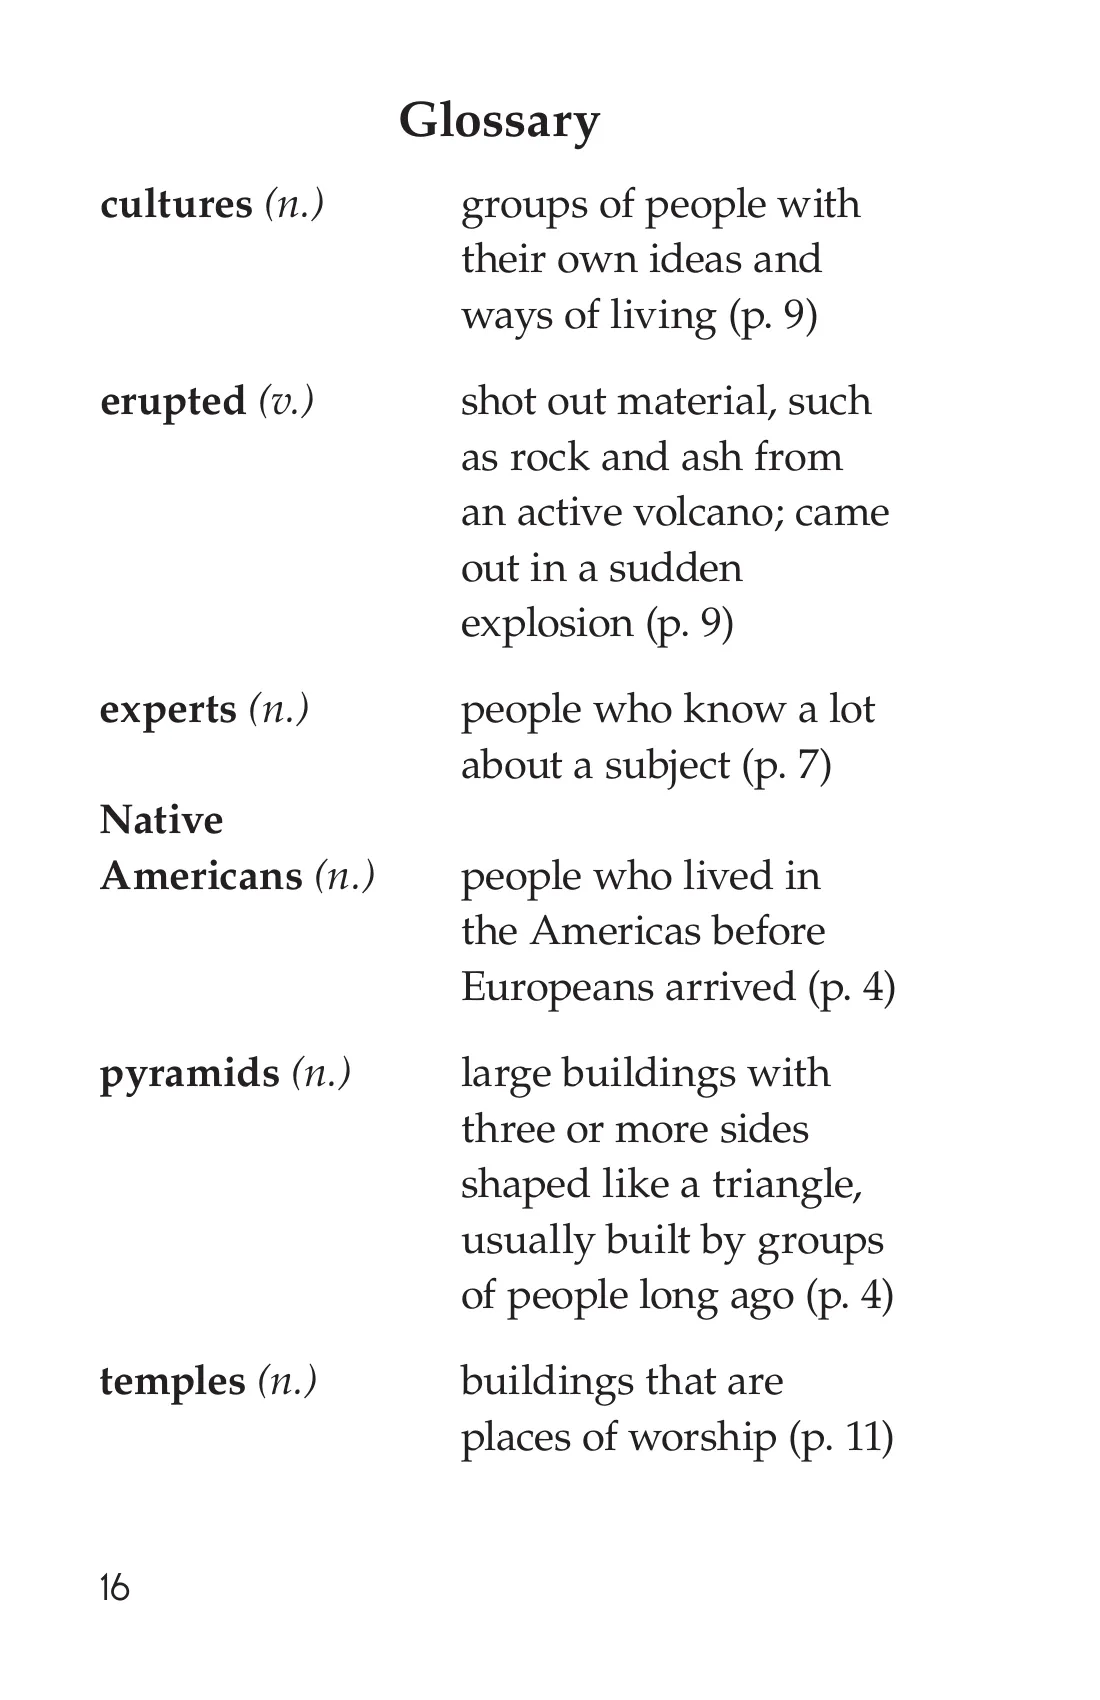 Glossary
cultures (n.) groups of people with
their own ideas and
ways of living (p. 9)
erupted (v.) shot out material, such
as rock and ash from
an active volcano; came
out in a sudden
explosion (p. 9)
experts (n.) people who know a lot
about a subject (p. 7)
Native
Americans (n.) people who lived in
the Americas before
Europeans arrived (p. 4)
pyramids (n.) large buildings with
three or more sides
shaped like a triangle,
usually built by groups
of people long ago (p. 4)
temples (n.) buildings that are
places of worship (p. 11)
16